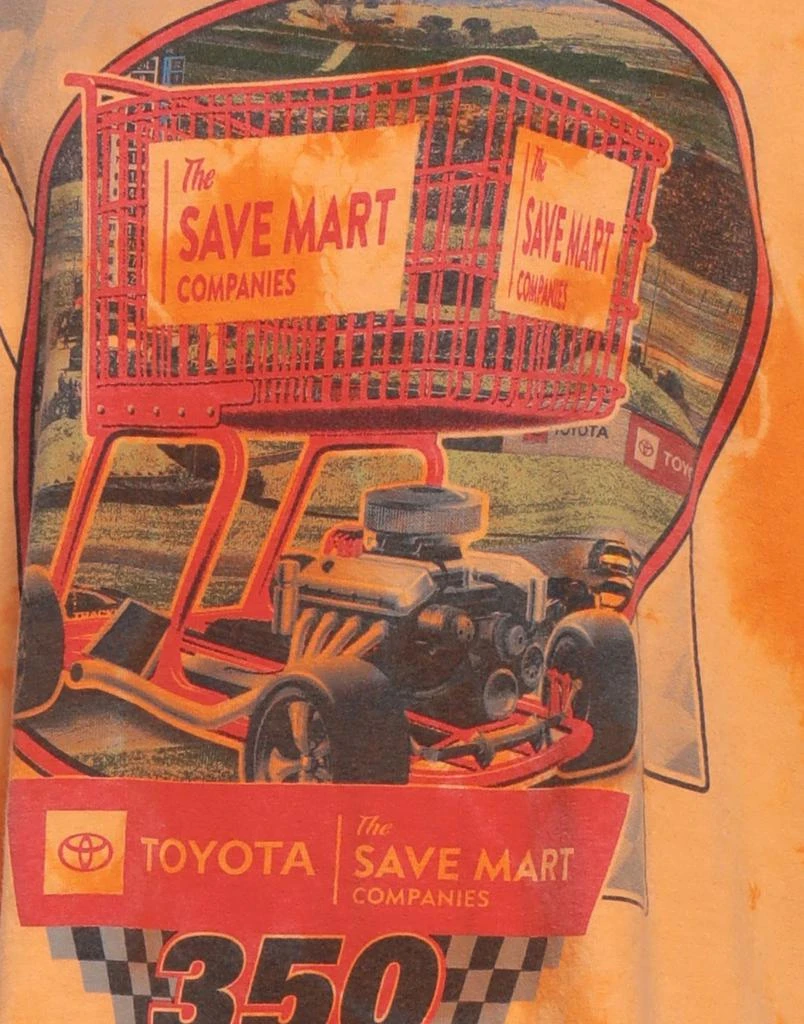 The
SAVE MART
COMPANIES
The
SAVE MART
COMPANIES
TOYOTA
TOY
TOYOTA
The
SAVE MART
COMPANIES
350